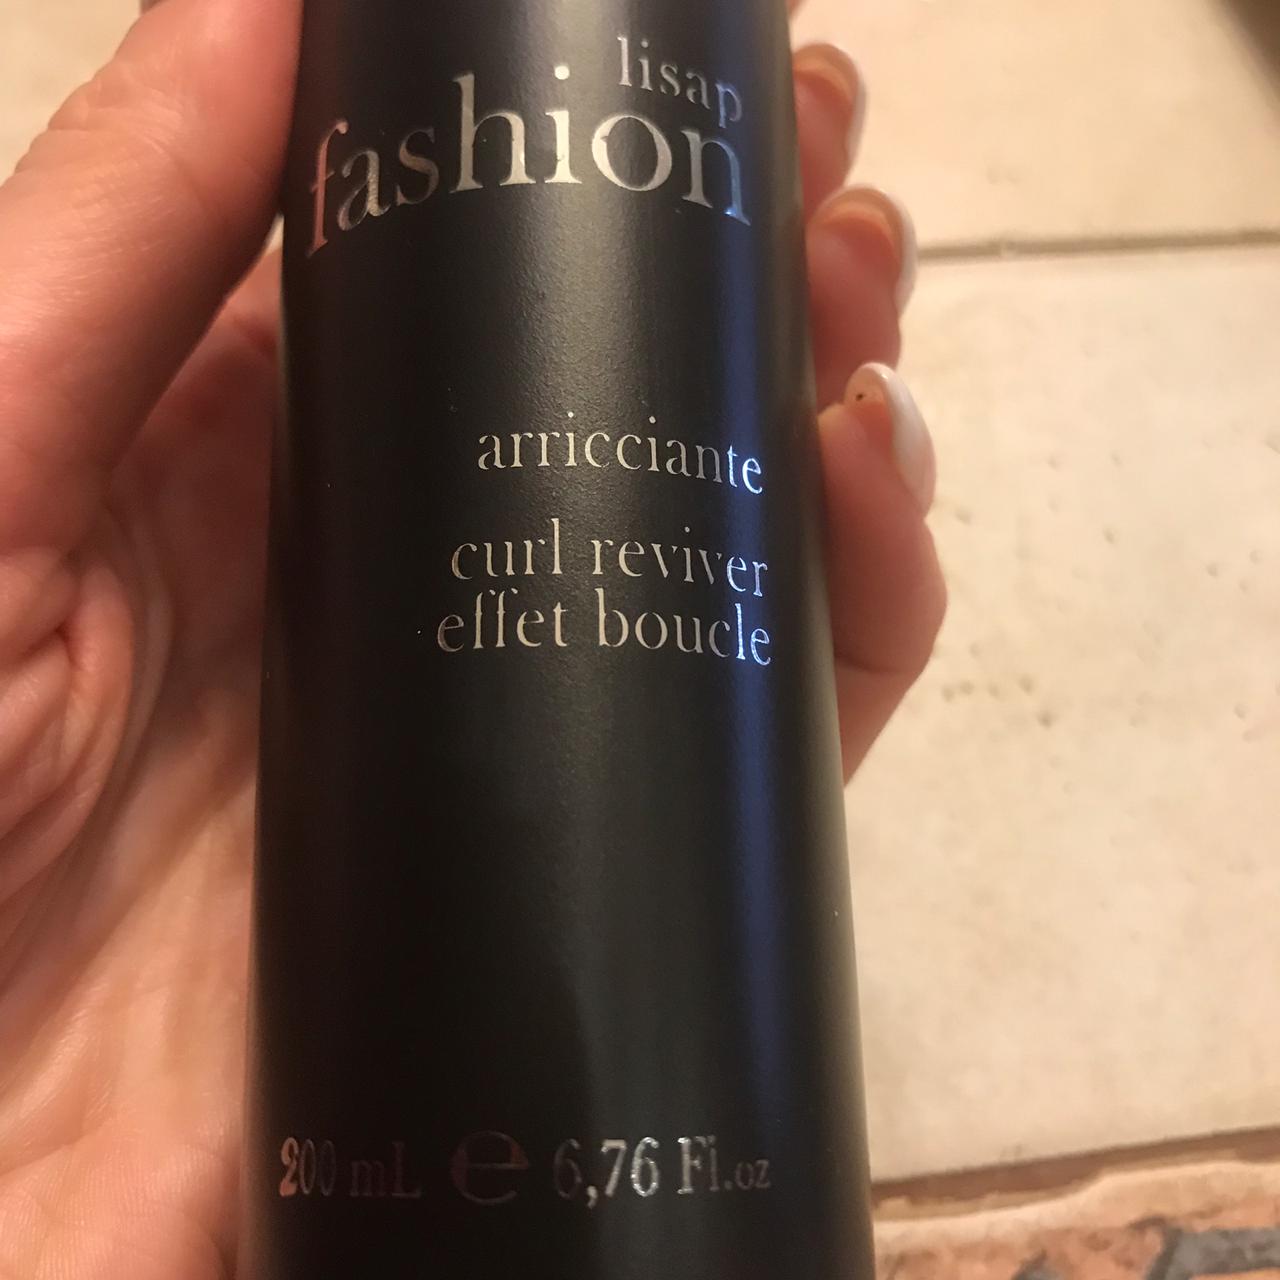 lisap
fashion
arricciante
curl reviver
effet boucle
200 mL e 6,76 Fl.oz